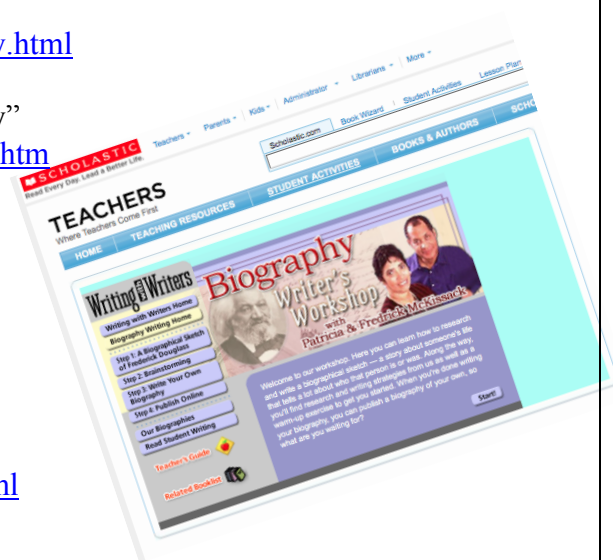 y.html
y”
.htm
SCHOLASTIC
Read Every Day. Lead a Better Life.
Teachers Parents Kids Administrator Librarians More
TEACHERS
Where Teachers Come First
Scholastic.com Book Wizard Student Activities Lesson Plan
HOME TEACHING RESOURCES STUDENT ACTIVITIES BOOKS & AUTHORS SCHO
Writing with Writers
Writing with Writers Home
Biography Writing Home
Step 1: A Biographical Sketch
of Frederick Douglass
Step 2: Brainstorming
Step 3: Write Your Own
Biography
Step 4: Publish Online
Our Biographies
Read Student Writing
Teacher's Guide
Related Booklist
Biography
Writer's
Workshop
with
Patricia & Fredrick McKissack
Welcome to our workshop. Here you can learn how to research
and write a biographical sketch — a story about someone's life
that tells a lot about who that person is or was. Along the way,
you'll find research and writing strategies from us as well as a
warm-up exercise to get you started. When you're done writing
your biography, you can publish a biography of your own, so
what are you waiting for?
Start!
ml